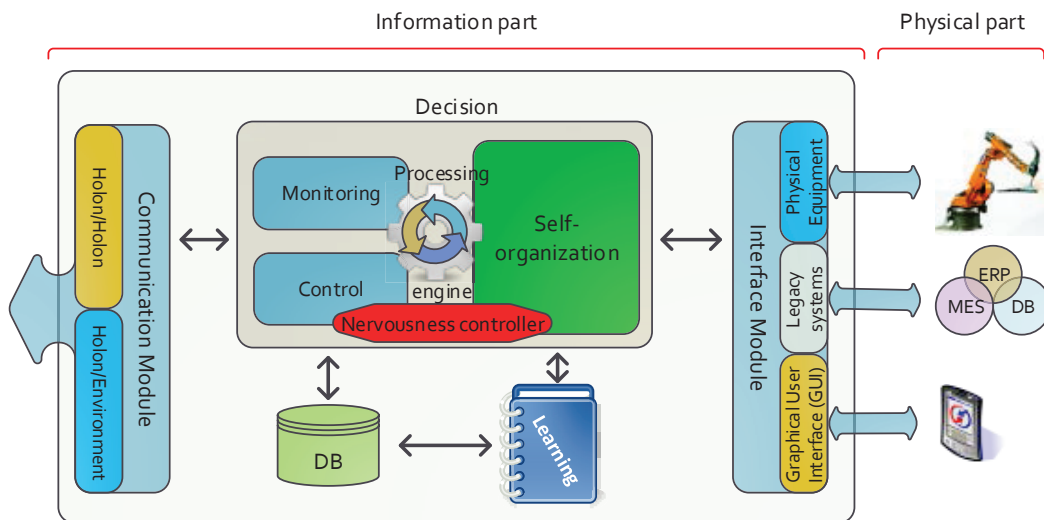 Information part
Physical part
Decision
Holon/Holon
Holon/Environment
Communication Module
Monitoring
Control
Processing
engine
Self-
organization
Nervousness controller
DB
Learning
Interface Module
Physical
Equipment
Legacy
systems
Graphical User
Interface (GUI)
ERP
MES
DB